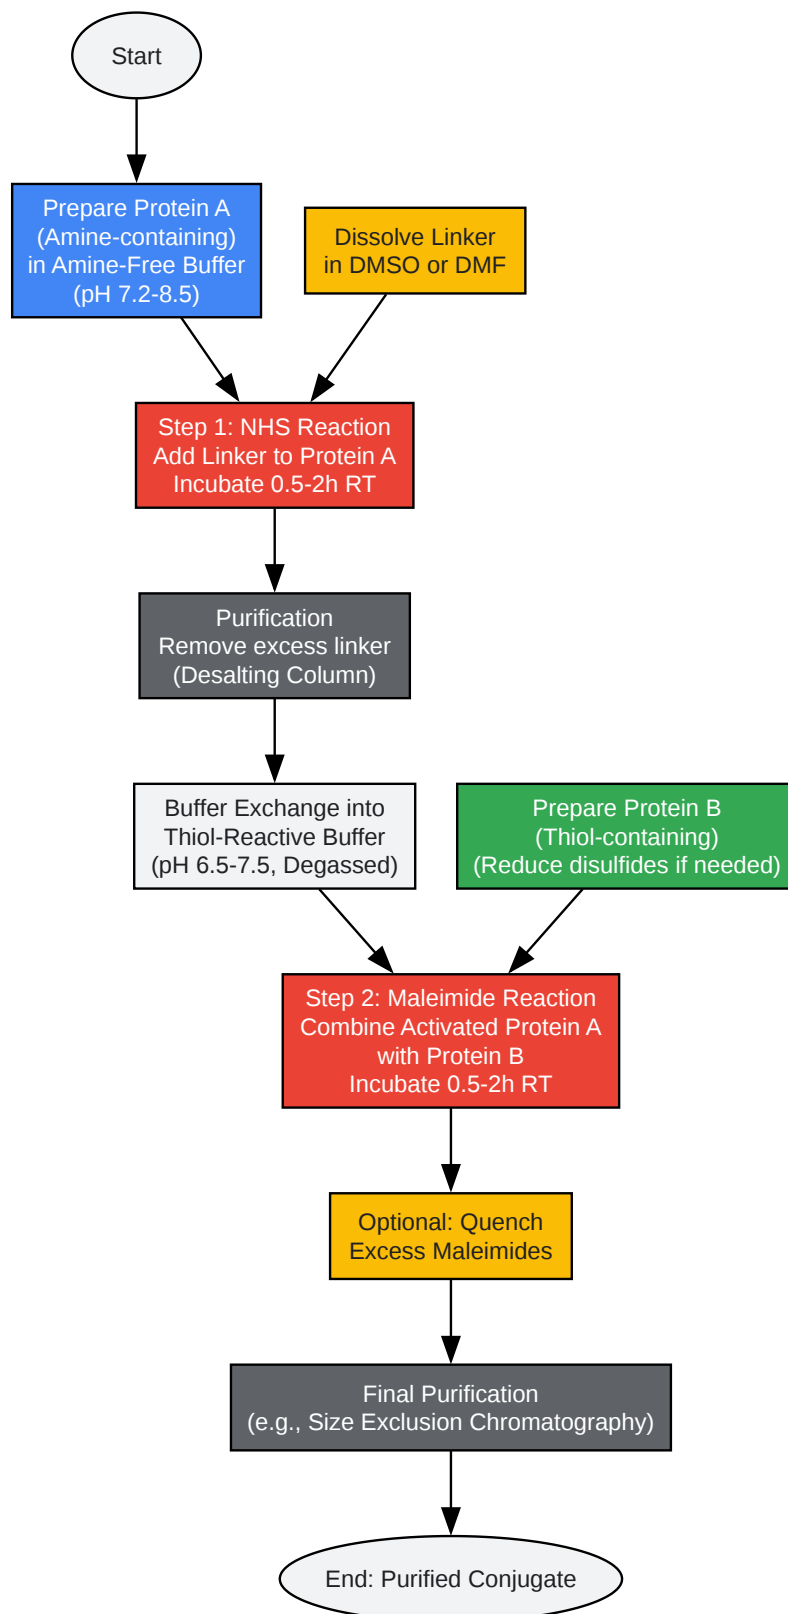 Start
Prepare Protein A
(Amine-containing)
in Amine-Free Buffer
(pH 7.2-8.5)
Dissolve Linker
in DMSO or DMF
Step 1: NHS Reaction
Add Linker to Protein A
Incubate 0.5-2h RT
Purification
Remove excess linker
(Desalting Column)
Buffer Exchange into
Thiol-Reactive Buffer
(pH 6.5-7.5, Degassed)
Prepare Protein B
(Thiol-containing)
(Reduce disulfides if needed)
Step 2: Maleimide Reaction
Combine Activated Protein A
with Protein B
Incubate 0.5-2h RT
Optional: Quench
Excess Maleimides
Final Purification
(e.g., Size Exclusion Chromatography)
End: Purified Conjugate